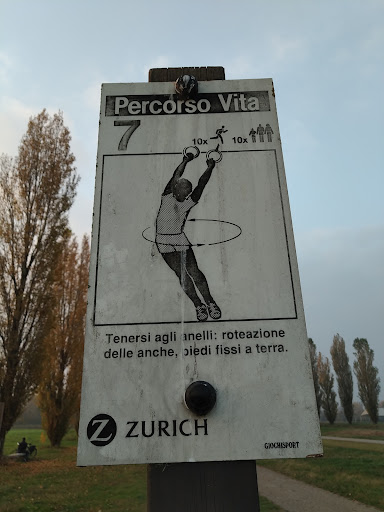 Percorso Vita
7
10x 10x
Tenersi agli anelli: roteazione
delle anche, piedi fissi a terra.
Z ZURICH
GIOCHISPORT